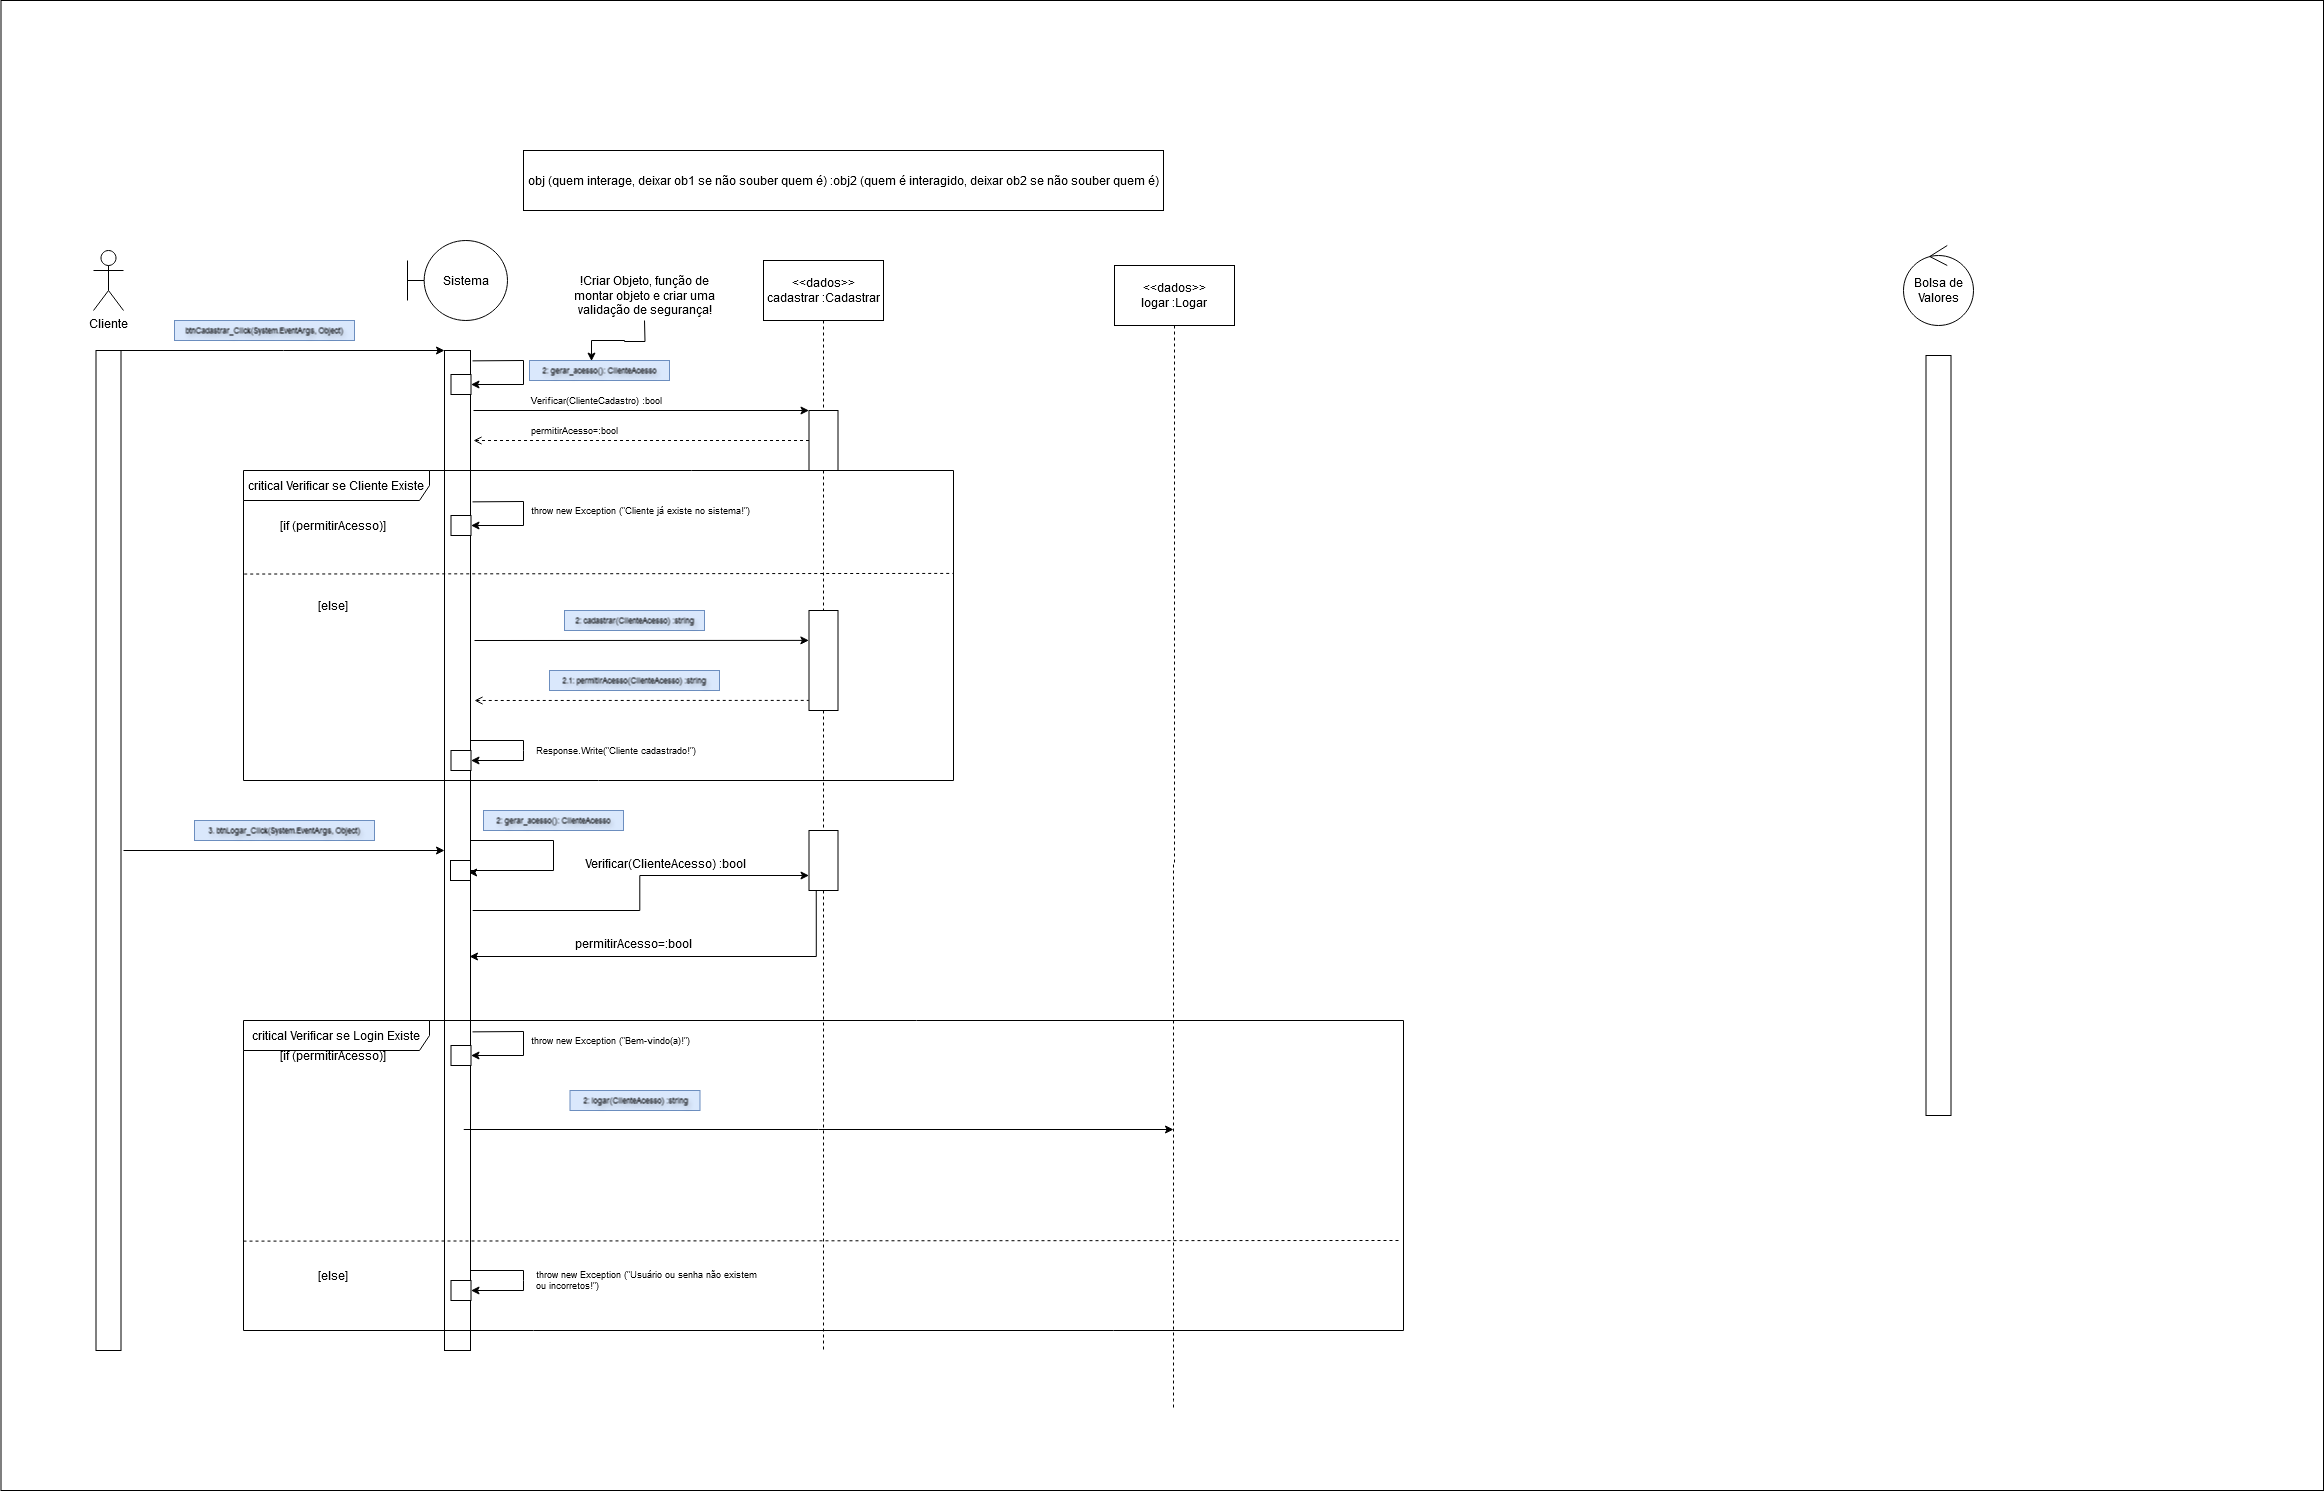 obj (quem interage, deixar ob1 se não souber quem é) :obj2 (quem é interagido, deixar ob2 se não souber quem é)
Cliente
Sistema
!Criar Objeto, função de
montar objeto e criar uma
validação de segurança!
<<dados>>
cadastrar :Cadastrar
<<dados>>
logar :Logar
Bolsa de
Valores
btnCadastrar_Click(System.EventArgs, Object)
2: gerar_acesso(): ClienteAcesso
Verificar(ClienteCadastro) :bool
permitirAcesso=:bool
critical Verificar se Cliente Existe
[if (permitirAcesso)]
throw new Exception ("Cliente já existe no sistema!")
[else]
2: cadastrar(ClienteAcesso) :string
2.1: permitirAcesso(ClienteAcesso) :string
Response.Write("Cliente cadastrado!")
2: gerar_acesso(): ClienteAcesso
3. btnLogar_Click(System.EventArgs, Object)
Verificar(ClienteAcesso) :bool
permitirAcesso=:bool
critical Verificar se Login Existe
[if (permitirAcesso)]
throw new Exception ("Bem-vindo(a)!")
2: logar(ClienteAcesso) :string
[else]
throw new Exception ("Usuário ou senha não existem
ou incorretos!")